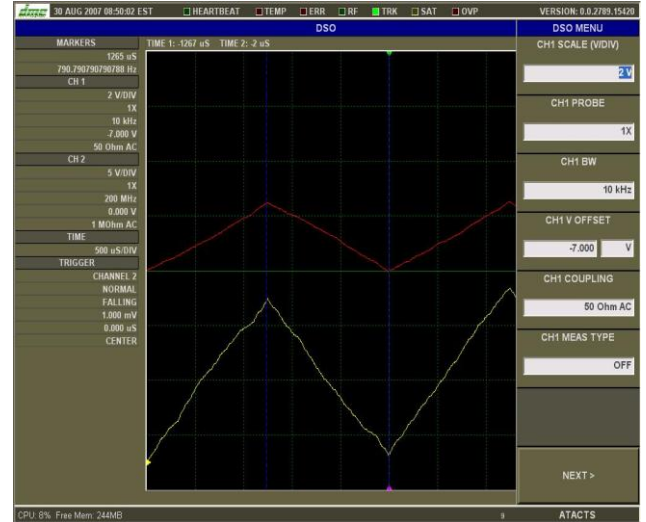 dmc 30 AUG 2007 08:50:02 EST HEARTBEAT TEMP ERR RF TRK SAT OVP VERSION: 0.0.2789.15420
DSO DSO MENU
MARKERS
1265 uS
790.790790790788 Hz
CH 1
2 V/DIV
1X
10 kHz
-7.000 V
50 Ohm AC
CH 2
5 V/DIV
1X
200 MHz
0.000 V
1 MOhm AC
TIME
500 uS/DIV
TRIGGER
CHANNEL 2
NORMAL
FALLING
1.000 mV
0.000 uS
CENTER
TIME 1: -1267 uS TIME 2: -2 uS
CH1 SCALE (V/DIV)
2 V
CH1 PROBE
1X
CH1 BW
10 kHz
CH1 V OFFSET
-7.000 V
CH1 COUPLING
50 Ohm AC
CH1 MEAS TYPE
OFF
NEXT >
CPU: 8% Free Mem: 244MB 9 ATACTS